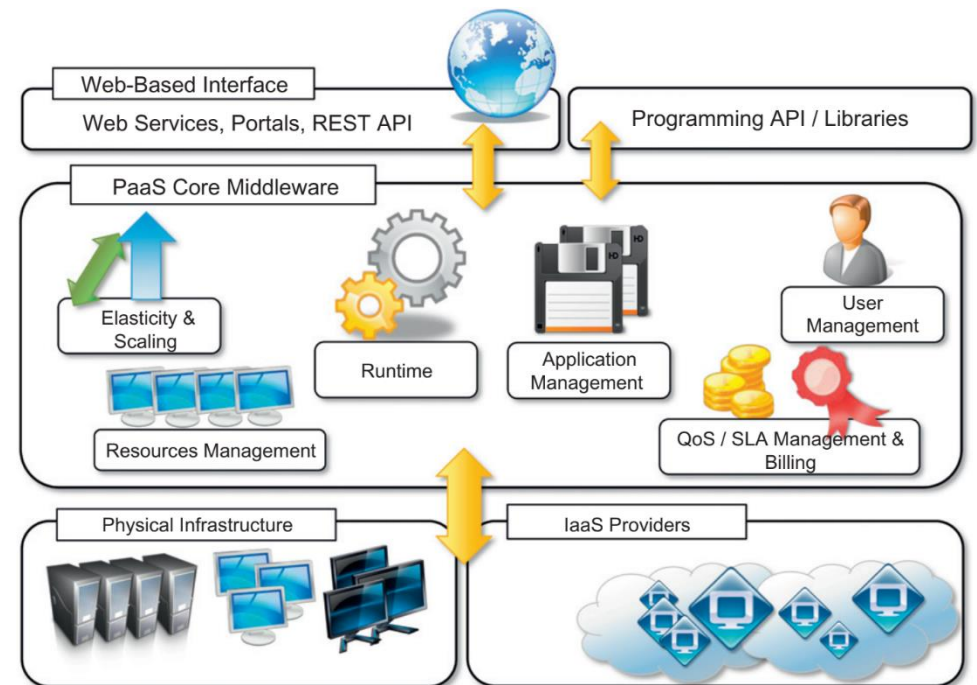 Web-Based Interface
Web Services, Portals, REST API
Programming API / Libraries
PaaS Core Middleware
Elasticity &
Scaling
Runtime
Application
Management
User
Management
Resources Management
QoS / SLA Management &
Billing
Physical Infrastructure
IaaS Providers